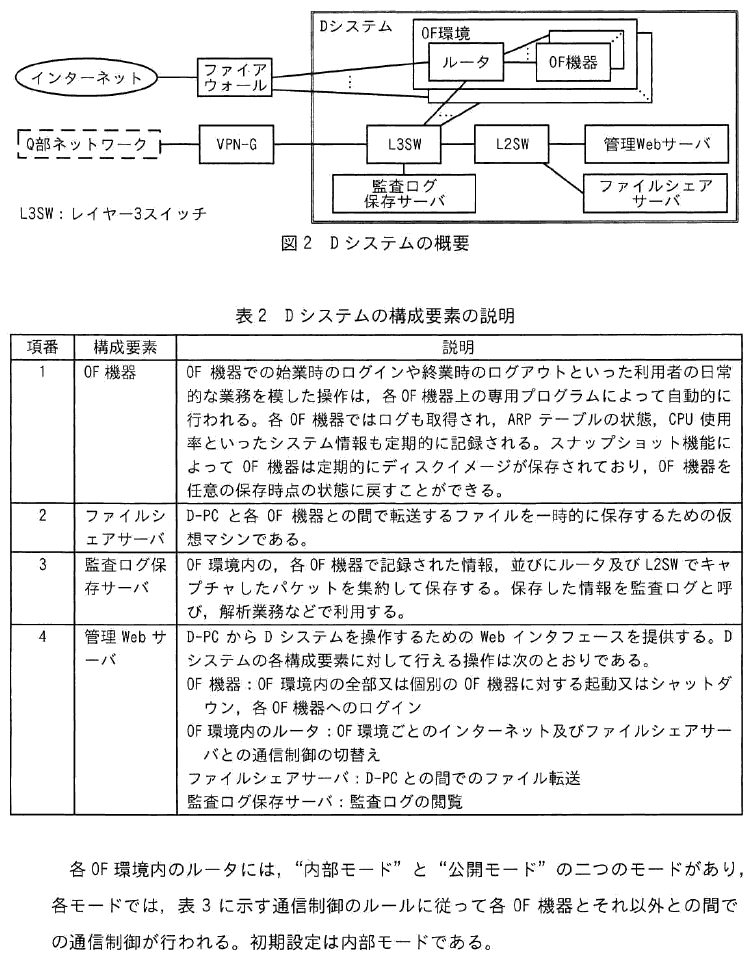 Dシステム
OF環境
ルータ
OF機器
インターネット
ファイア
ウォール
Q部ネットワーク
VPN-G
L3SW
L2SW
管理Webサーバ
監査ログ
保存サーバ
ファイルシェア
サーバ
L3SW：レイヤー3スイッチ
図2　Dシステムの概要
表2　Dシステムの構成要素の説明
項番 構成要素 説明
1 OF機器 OF 機器での始業時のログインや終業時のログアウトといった利用者の日常
的な業務を模した操作は，各OF機器上の専用プログラムによって自動的に
行われる。各 OF 機器ではログも取得され，ARP テーブルの状態，CPU 使用
率といったシステム情報も定期的に記録される。スナップショット機能に
よって OF 機器は定期的にディスクイメージが保存されており，OF 機器を
任意の保存時点の状態に戻すことができる。
2 ファイルシ D-PC と各 OF 機器との間で転送するファイルを一時的に保存するための仮
ェアサーバ 想マシンである。
3 監査ログ保 OF 環境内の，各OF機器で記録された情報，並びにルータ及びL2SWでキャ
存サーバ プチャしたパケットを集約して保存する。保存した情報を監査ログと呼
び，解析業務などで利用する。
4 管理 Web サ D-PC から D システムを操作するための Web インタフェースを提供する。D
ーバ システムの各構成要素に対して行える操作は次のとおりである。
OF 機器：OF 環境内の全部又は個別の OF 機器に対する起動又はシャットダ
ウン，各OF機器へのログイン
OF環境内のルータ：OF環境ごとのインターネット及びファイルシェアサー
バとの通信制御の切替え
ファイルシェアサーバ：D-PCとの間でのファイル転送
監査ログ保存サーバ：監査ログの閲覧
各OF環境内のルータには，“内部モード”と“公開モード”の二つのモードがあり，
各モードでは，表3に示す通信制御のルールに従って各OF機器とそれ以外との間で
の通信制御が行われる。初期設定は内部モードである。